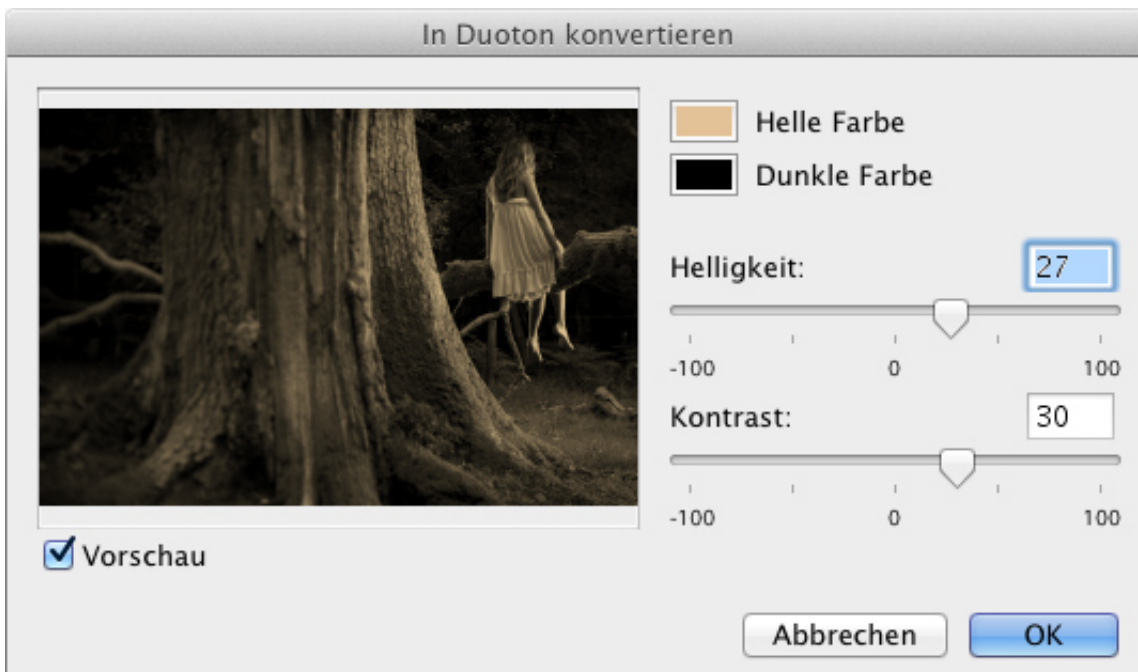 In Duoton konvertieren
Helle Farbe
Dunkle Farbe
Helligkeit: 27
-100 0 100
Kontrast: 30
-100 0 100
Vorschau
Abbrechen OK